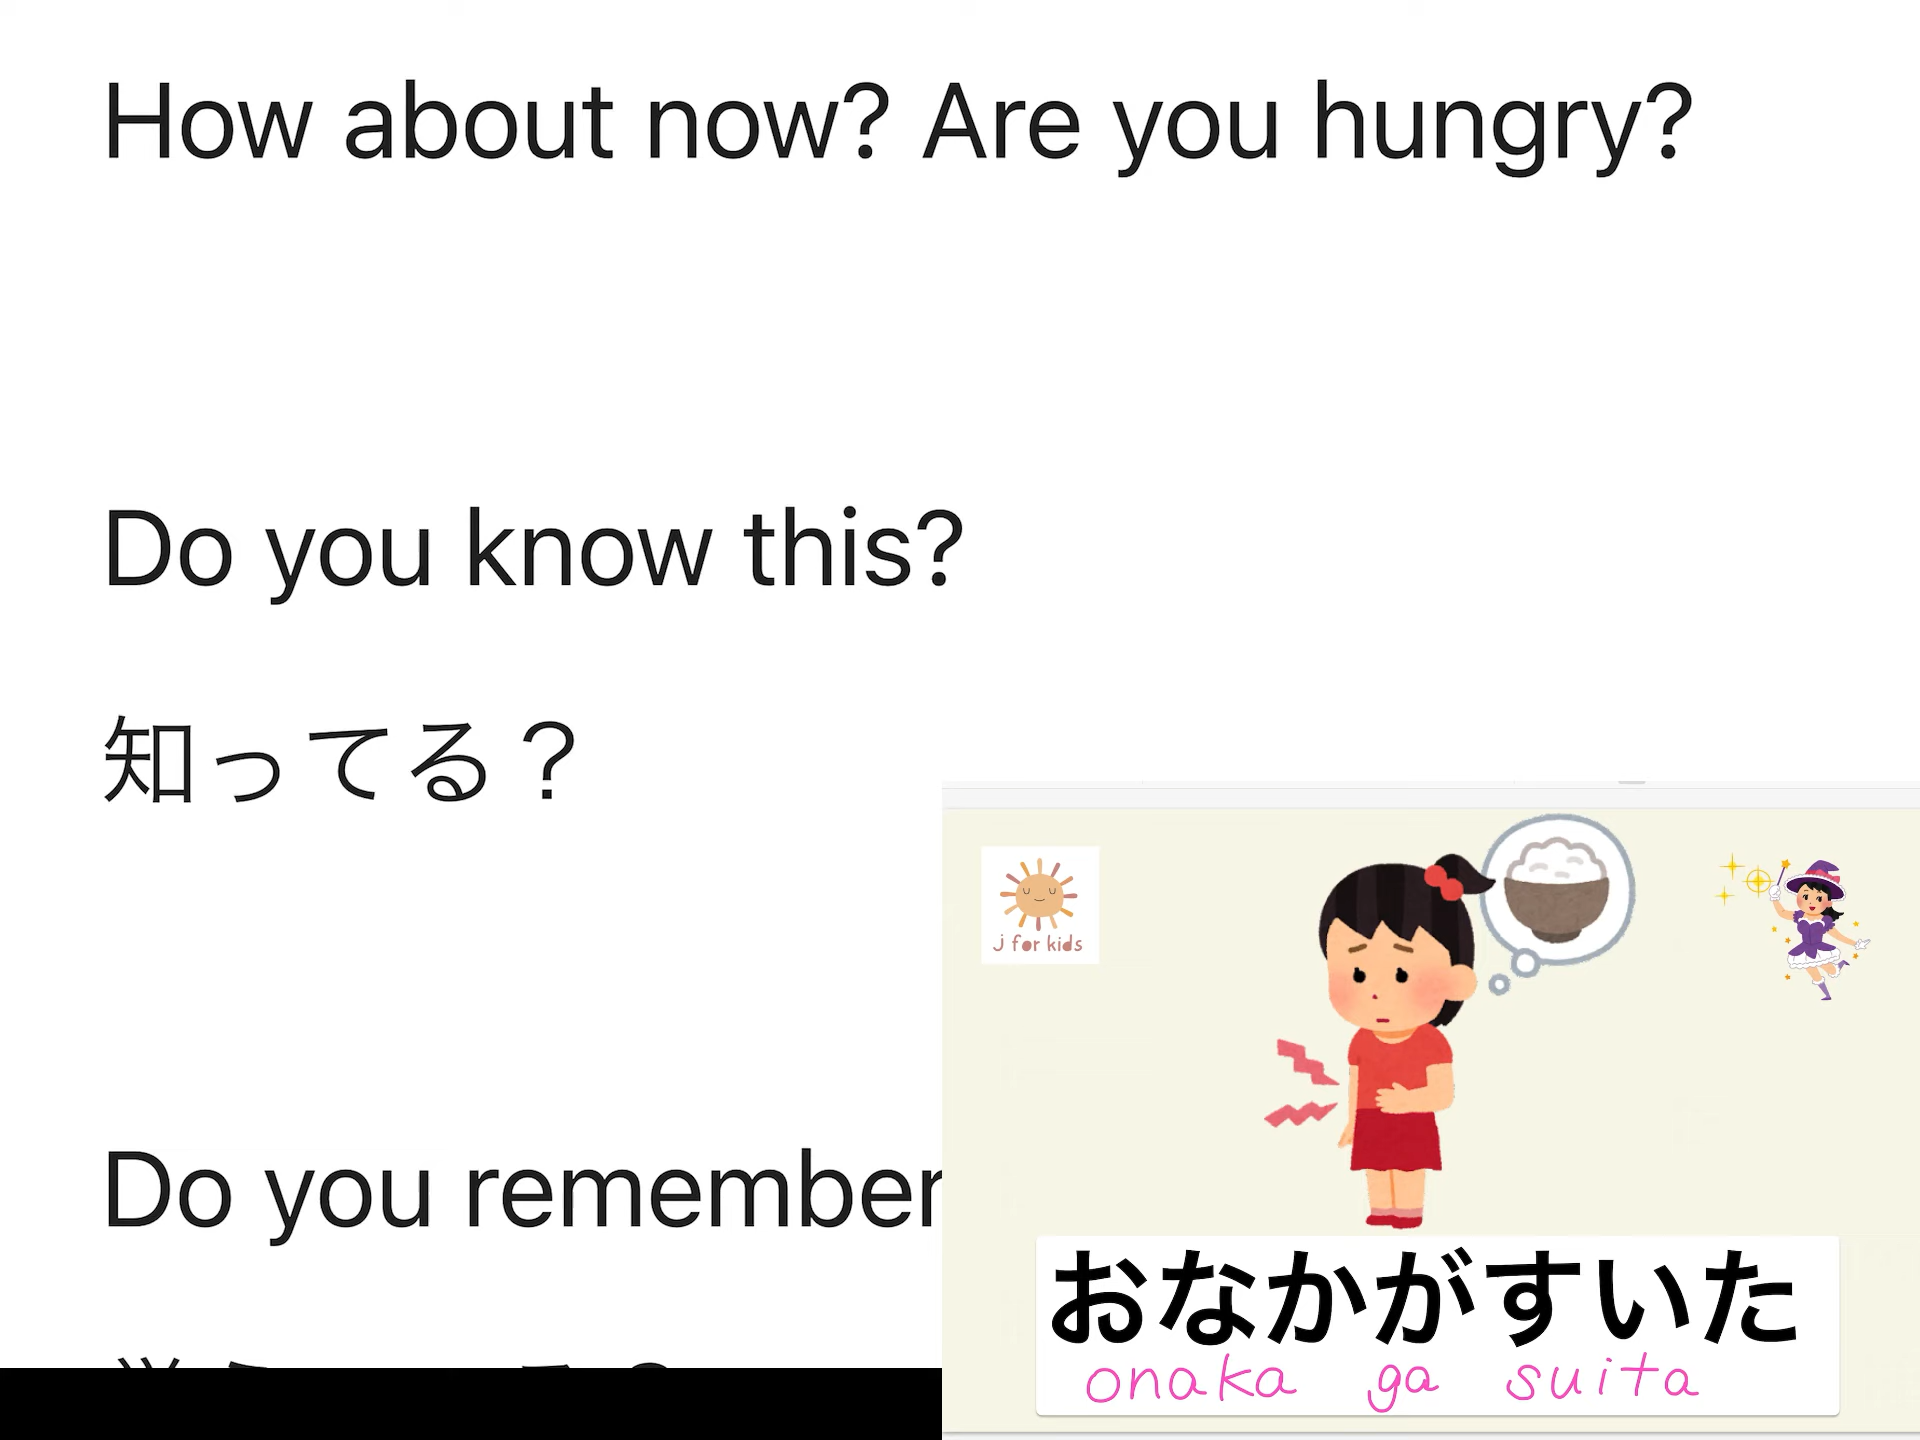 How about now? Are you hungry?
Do you know this?
知ってる？
Do you remember
j for kids
おなかがすいた
onaka ga suita